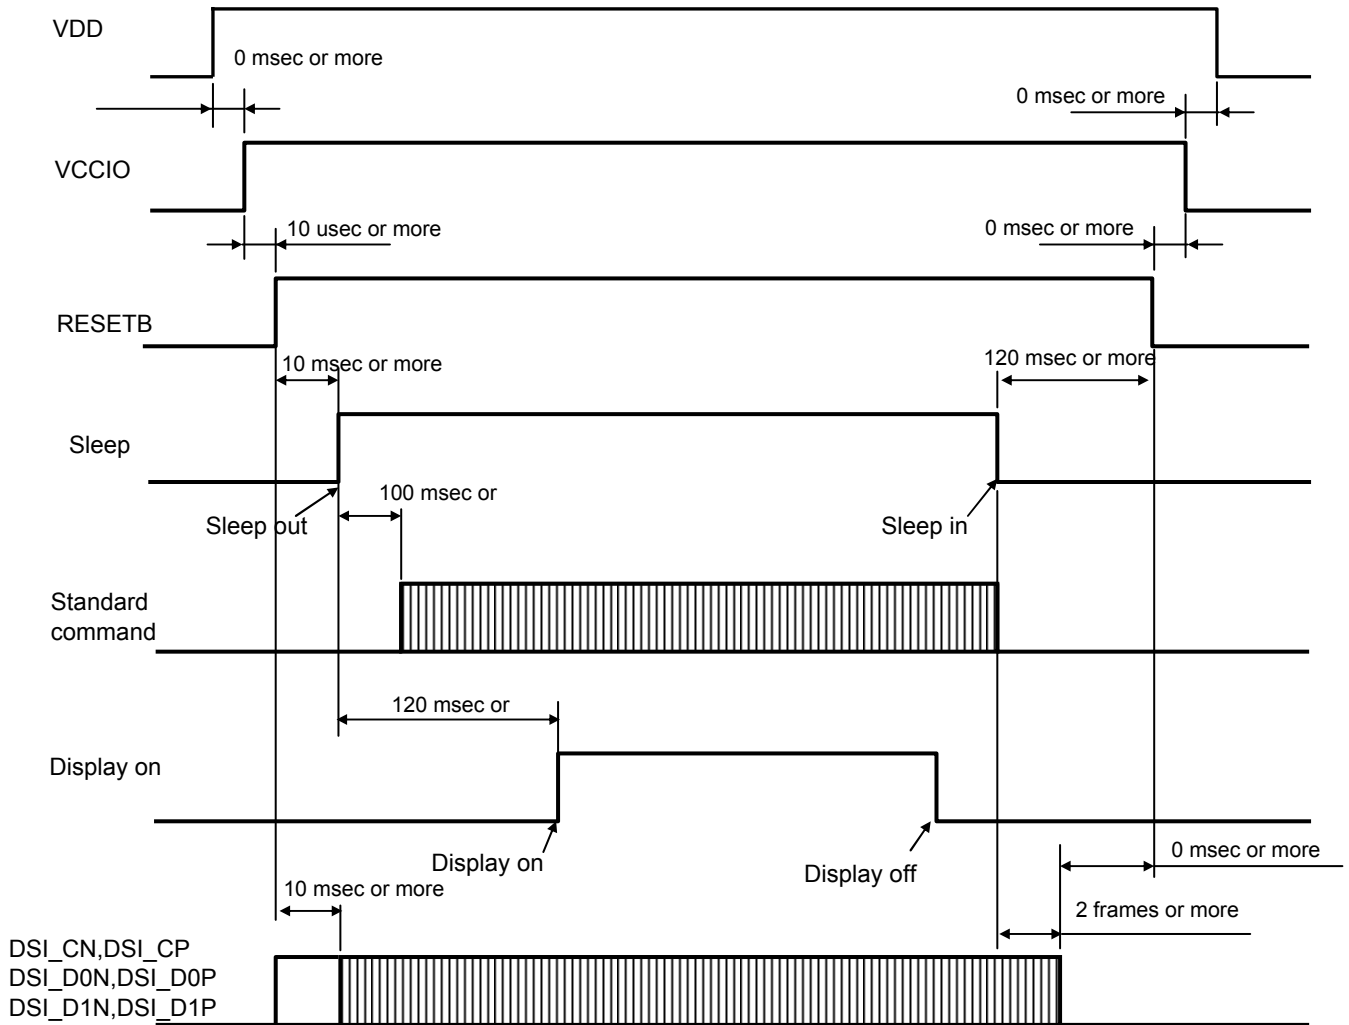 VDD
0 msec or more
0 msec or more
VCCIO
10 usec or more
0 msec or more
RESETB
10 msec or more
120 msec or more
Sleep
100 msec or
Sleep out
Sleep in
Standard
command
120 msec or
Display on
Display on
Display off
0 msec or more
10 msec or more
2 frames or more
DSI_CN,DSI_CP
DSI_D0N,DSI_D0P
DSI_D1N,DSI_D1P